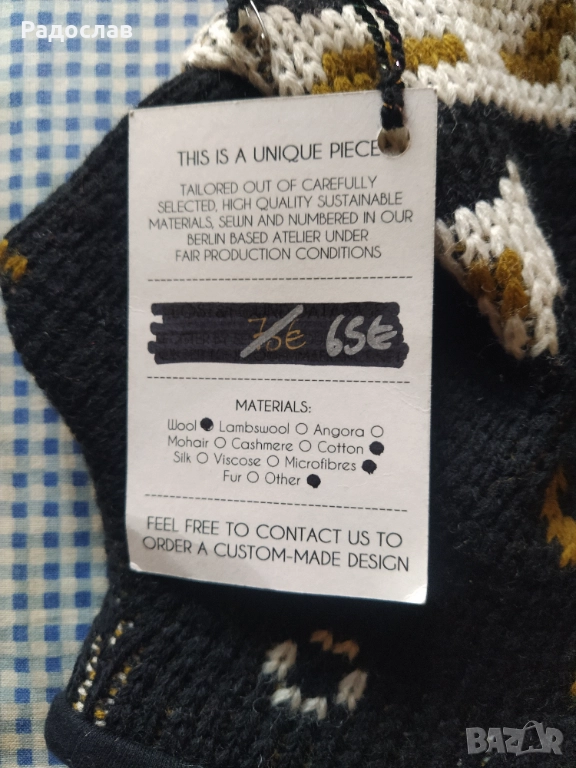 Радослав
THIS IS A UNIQUE PIECE
TAILORED OUT OF CAREFULLY
SELECTED, HIGH QUALITY SUSTAINABLE
MATERIALS, SEWN AND NUMBERED IN OUR
BERLIN BASED ATELIER UNDER
FAIR PRODUCTION CONDITIONS
70€ 65€
MATERIALS:
Wool Lambswool Angora
Mohair Cashmere Cotton
Silk Viscose Microfibres
Fur Other
FEEL FREE TO CONTACT US TO
ORDER A CUSTOM-MADE DESIGN
BAZAR